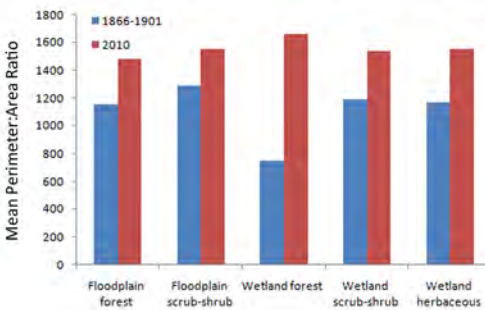 1866-1901
2010
Mean Perimeter:Area Ratio
1800
1600
1400
1200
1000
800
600
400
200
0
Floodplain forest
Floodplain scrub-shrub
Wetland forest
Wetland scrub-shrub
Wetland herbaceous